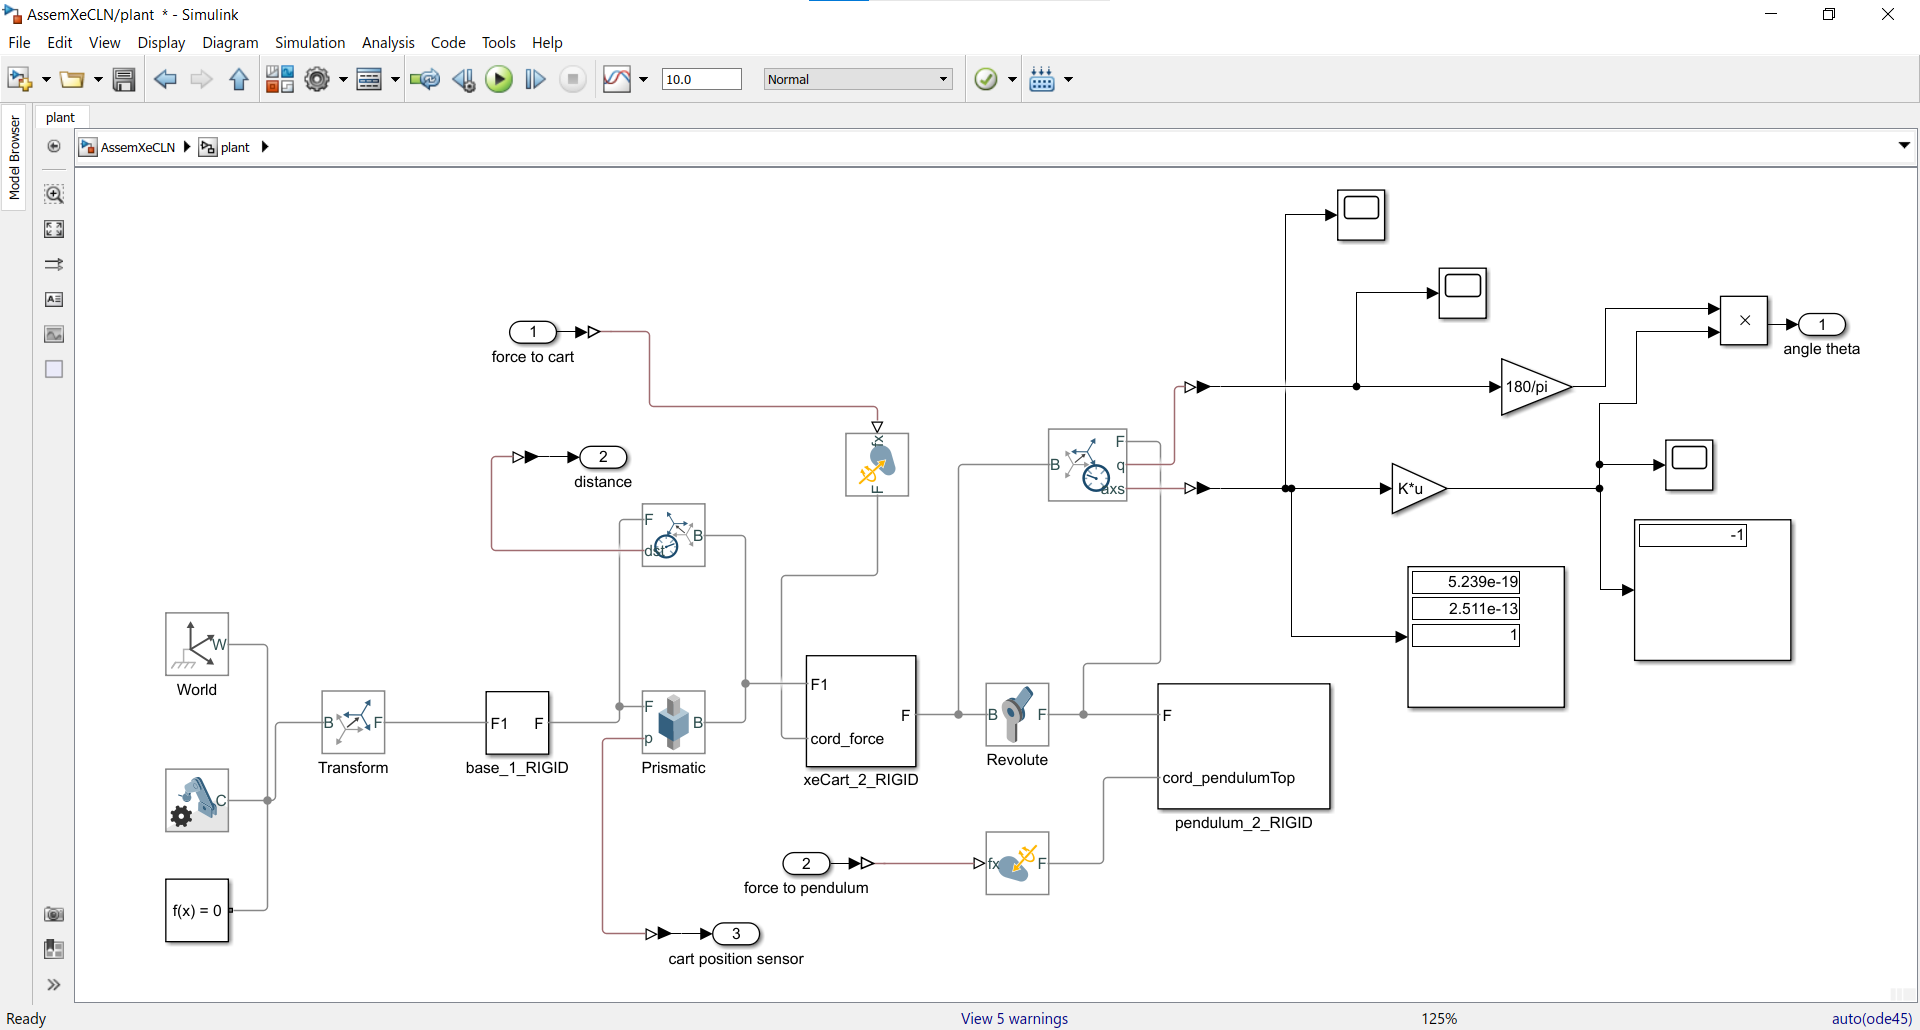 AssemXeCLN/plant * - Simulink
File Edit View Display Diagram Simulation Analysis Code Tools Help
10.0 Normal
Model Browser
plant
AssemXeCLN plant
1
force to cart
2
distance
fx
F
F
B
dst
B
F
q
axs
180/pi
×
1
angle theta
K*u
-1
5.239e-19
2.511e-13
1
W
World
C
f(x) = 0
B F
Transform
F1 F
base_1_RIGID
F
p
B
Prismatic
F1
F
cord_force
xeCart_2_RIGID
B F
Revolute
F
cord_pendulumTop
pendulum_2_RIGID
2
force to pendulum
fx F
3
cart position sensor
Ready View 5 warnings 125% auto(ode45)